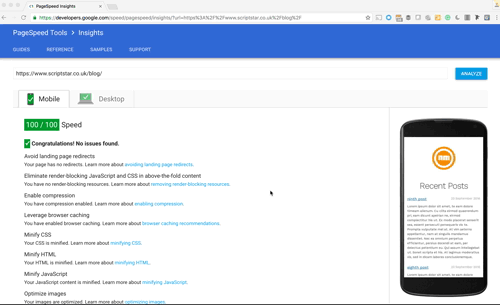 PageSpeed Insights
https://developers.google.com/speed/pagespeed/insights/?url=https%3A%2F%2Fwww.scriptstar.co.uk%2Fblog%2F
PageSpeed Tools > Insights
GUIDES REFERENCE SAMPLES SUPPORT
https://www.scriptstar.co.uk/blog/
ANALYZE
Mobile Desktop
100 / 100 Speed
Congratulations! No issues found.
Avoid landing page redirects
Your page has no redirects. Learn more about avoiding landing page redirects.
Eliminate render-blocking JavaScript and CSS in above-the-fold content
You have no render-blocking resources. Learn more about removing render-blocking resources.
Enable compression
You have compression enabled. Learn more about enabling compression.
Leverage browser caching
You have enabled browser caching. Learn more about browser caching recommendations.
Minify CSS
Your CSS is minified. Learn more about minifying CSS.
Minify HTML
Your HTML is minified. Learn more about minifying HTML.
Minify JavaScript
Your JavaScript content is minified. Learn more about minifying JavaScript.
Optimize images
Your images are optimized. Learn more about optimizing images.
Recent Posts
ninth post
eighth post